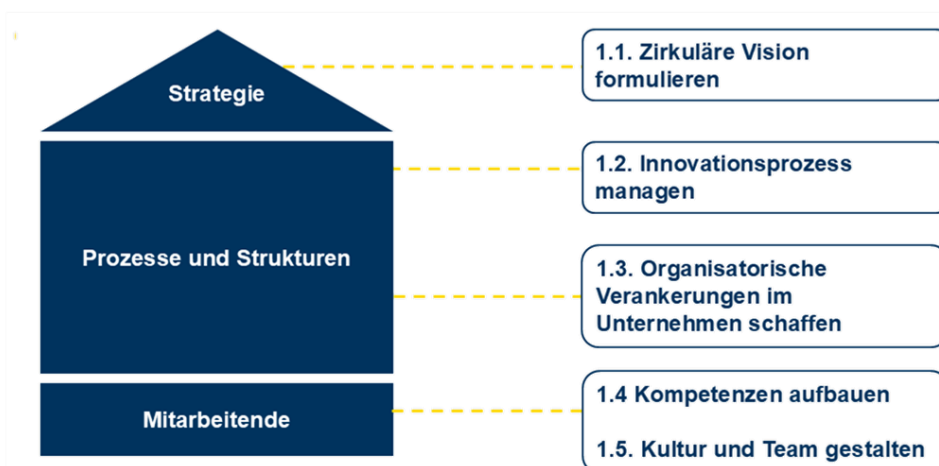 Strategie
1.1. Zirkuläre Vision
formulieren
1.2. Innovationsprozess
managen
Prozesse und Strukturen
1.3. Organisatorische
Verankerungen im
Unternehmen schaffen
Mitarbeitende
1.4 Kompetenzen aufbauen
1.5. Kultur und Team gestalten